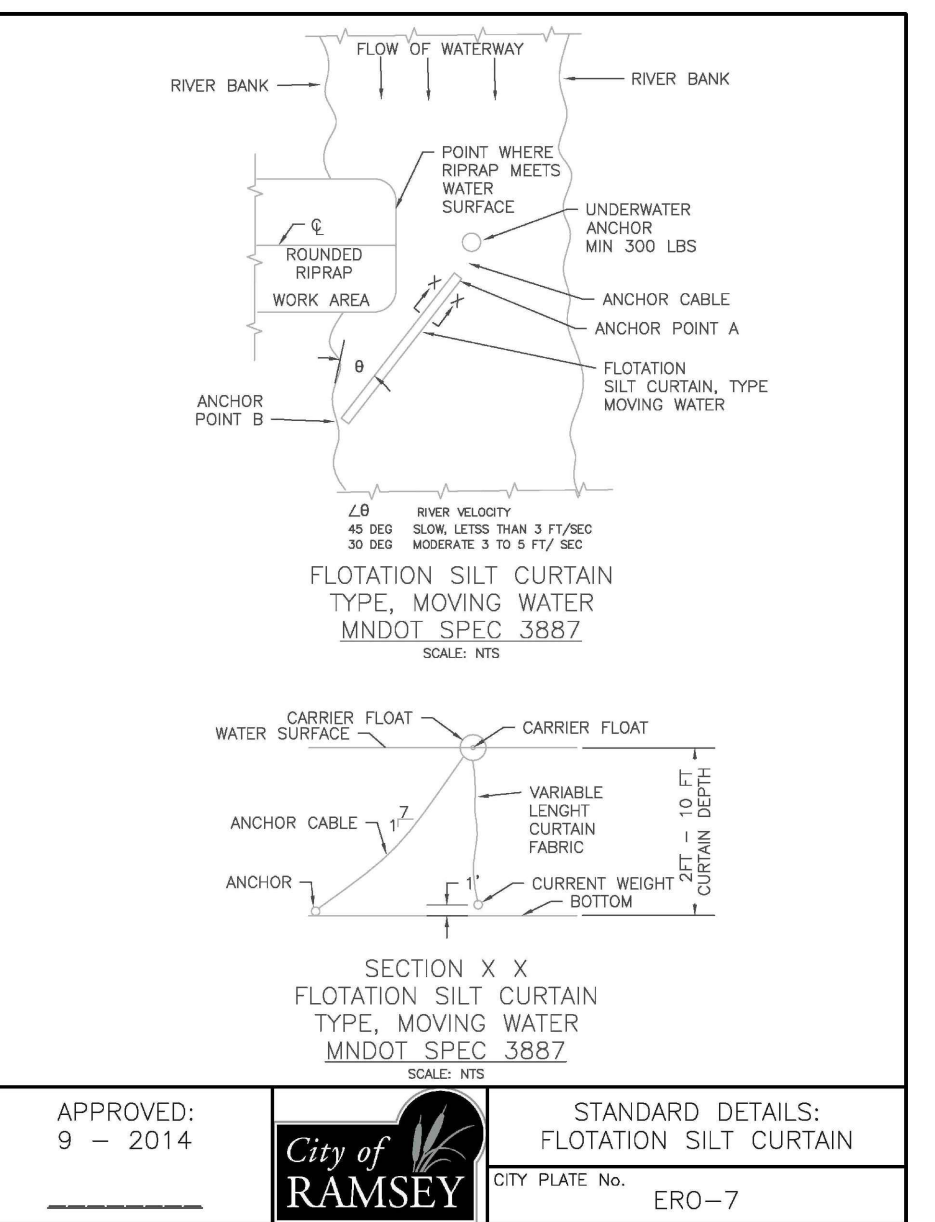 FLOW OF WATERWAY
RIVER BANK
RIVER BANK
POINT WHERE
RIPRAP MEETS
WATER
SURFACE
UNDERWATER
ANCHOR
MIN 300 LBS
℄
ROUNDED
RIPRAP
WORK AREA
X
X
ANCHOR CABLE
ANCHOR POINT A
θ
FLOTATION
SILT CURTAIN, TYPE
MOVING WATER
ANCHOR
POINT B
∠θ RIVER VELOCITY
45 DEG SLOW, LETSS THAN 3 FT/SEC
30 DEG MODERATE 3 TO 5 FT/ SEC
FLOTATION SILT CURTAIN
TYPE, MOVING WATER
MNDOT SPEC 3887
SCALE: NTS
CARRIER FLOAT
WATER SURFACE
CARRIER FLOAT
VARIABLE
LENGHT
CURTAIN
FABRIC
2FT - 10 FT
CURTAIN DEPTH
ANCHOR CABLE
7
1
ANCHOR
1'
CURRENT WEIGHT
BOTTOM
SECTION X X
FLOTATION SILT CURTAIN
TYPE, MOVING WATER
MNDOT SPEC 3887
SCALE: NTS
APPROVED:
9 - 2014
City of
RAMSEY
STANDARD DETAILS:
FLOTATION SILT CURTAIN
CITY PLATE No.
ERO-7